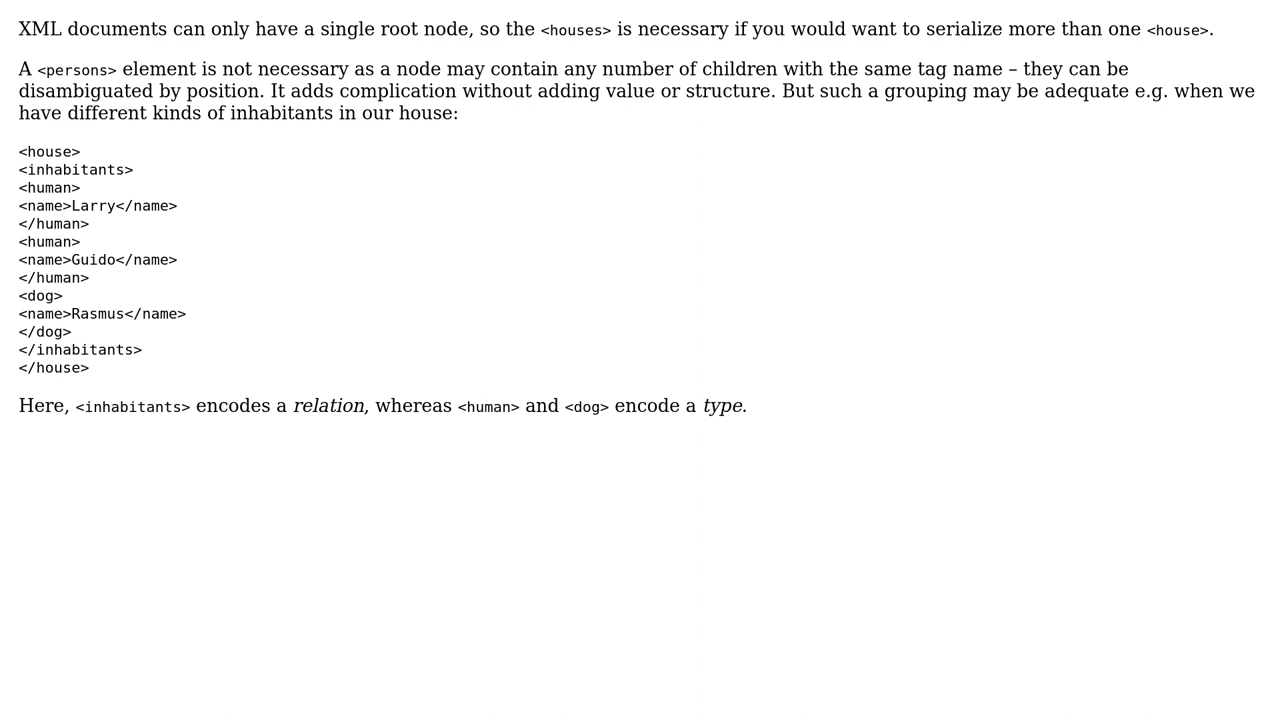 XML documents can only have a single root node, so the <houses> is necessary if you would want to serialize more than one <house>.
A <persons> element is not necessary as a node may contain any number of children with the same tag name – they can be
disambiguated by position. It adds complication without adding value or structure. But such a grouping may be adequate e.g. when we
have different kinds of inhabitants in our house:
<house>
<inhabitants>
<human>
<name>Larry</name>
</human>
<human>
<name>Guido</name>
</human>
<dog>
<name>Rasmus</name>
</dog>
</inhabitants>
</house>
Here, <inhabitants> encodes a relation, whereas <human> and <dog> encode a type.